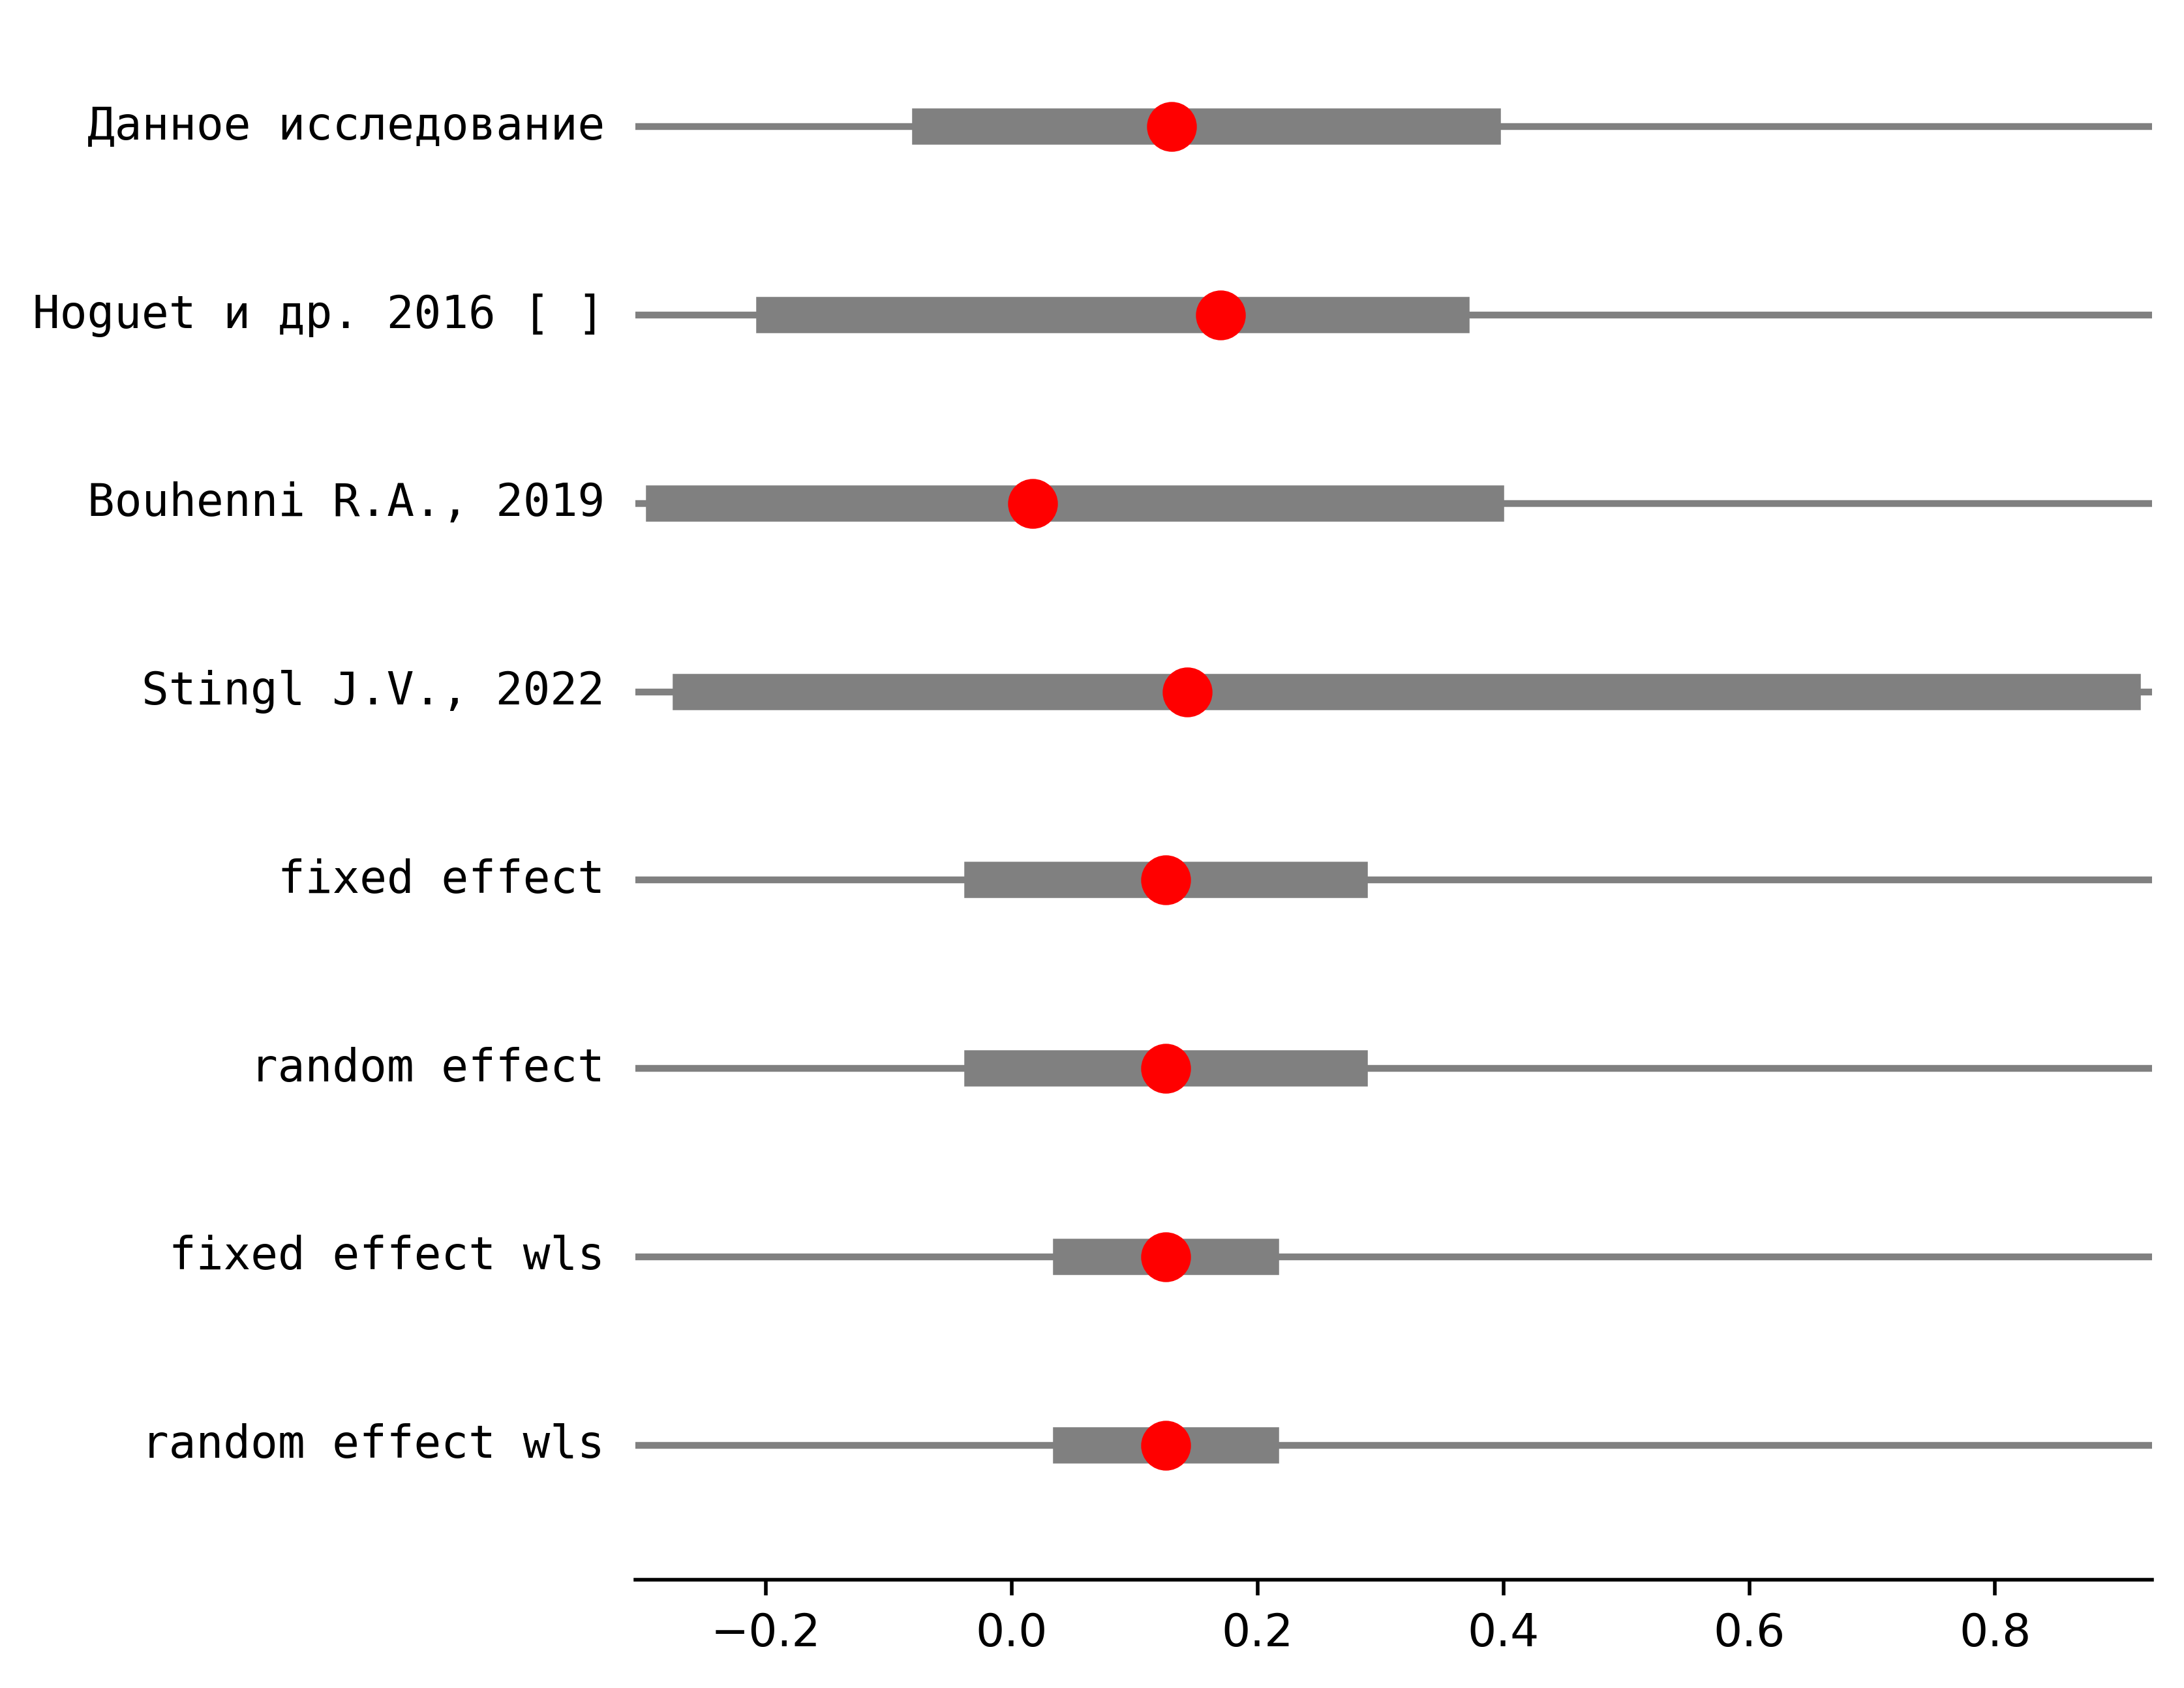 Данное исследование
Hoguet и др. 2016 [ ]
Bouhenni R.A., 2019
Stingl J.V., 2022
fixed effect
random effect
fixed effect wls
random effect wls
−0.2 0.0 0.2 0.4 0.6 0.8